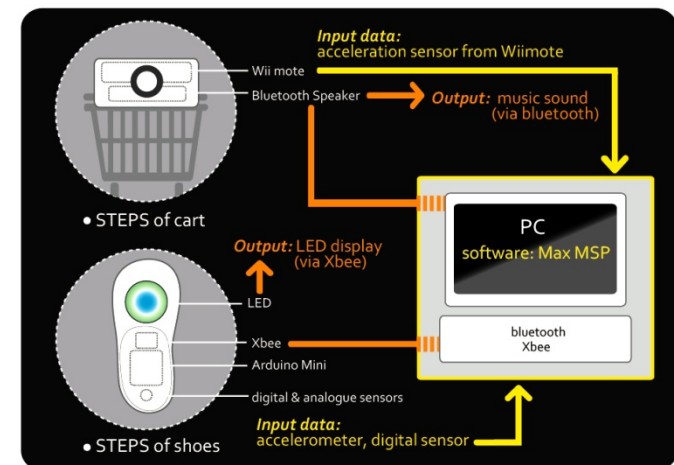 Input data:
acceleration sensor from Wiimote
Wii mote
Bluetooth Speaker
Output: music sound
(via bluetooth)
• STEPS of cart
PC
software: Max MSP
Output: LED display
(via Xbee)
LED
bluetooth
Xbee
Xbee
Arduino Mini
digital & analogue sensors
Input data:
accelerometer, digital sensor
• STEPS of shoes